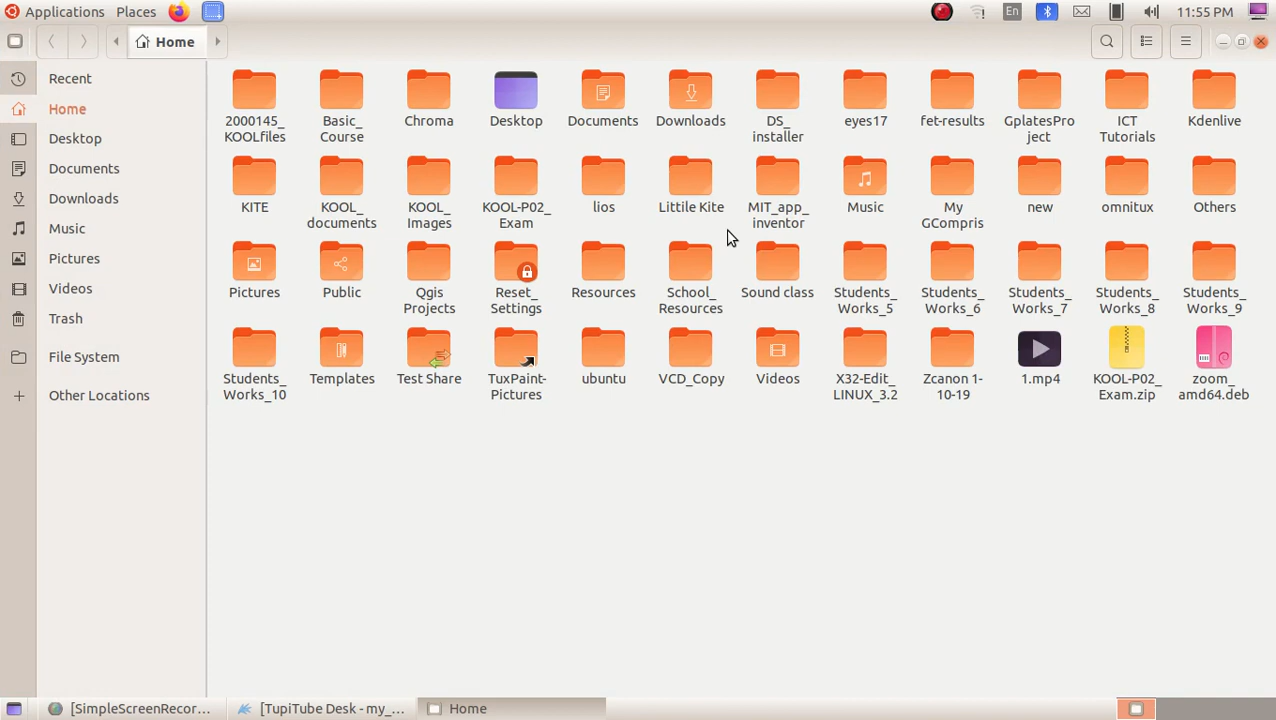 Applications Places En 11:55 PM
Home
Recent
Home
Desktop
Documents
Downloads
Music
Pictures
Videos
Trash
File System
Other Locations
2000145_
KOOLfiles
Basic_
Course
Chroma
Desktop
Documents
Downloads
DS_
installer
eyes17
fet-results
GplatesPro
ject
ICT
Tutorials
Kdenlive
KITE
KOOL_
documents
KOOL_
Images
KOOL-P02_
Exam
lios
Littile Kite
MIT_app_
inventor
Music
My
GCompris
new
omnitux
Others
Pictures
Public
Qgis
Projects
Reset_
Settings
Resources
School_
Resources
Sound class
Students_
Works_5
Students_
Works_6
Students_
Works_7
Students_
Works_8
Students_
Works_9
Students_
Works_10
Templates
Test Share
TuxPaint-
Pictures
ubuntu
VCD_Copy
Videos
X32-Edit_
LINUX_3.2
Zcanon 1-
10-19
1.mp4
KOOL-P02_
Exam.zip
zoom_
amd64.deb
[SimpleScreenRecor... [TupiTube Desk - my_... Home